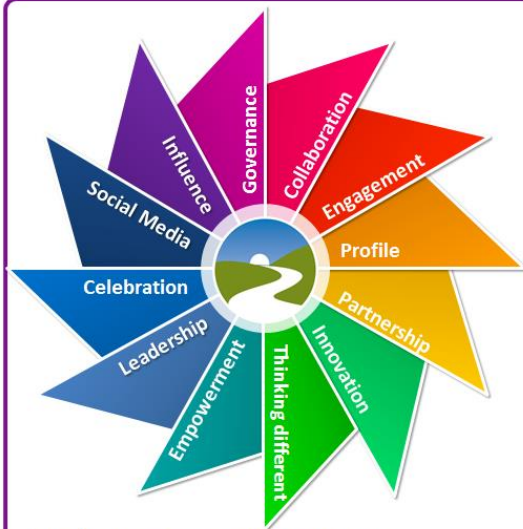 Governance
Collaboration
Engagement
Profile
Partnership
Innovation
Thinking different
Empowerment
Leadership
Celebration
Social Media
Influence